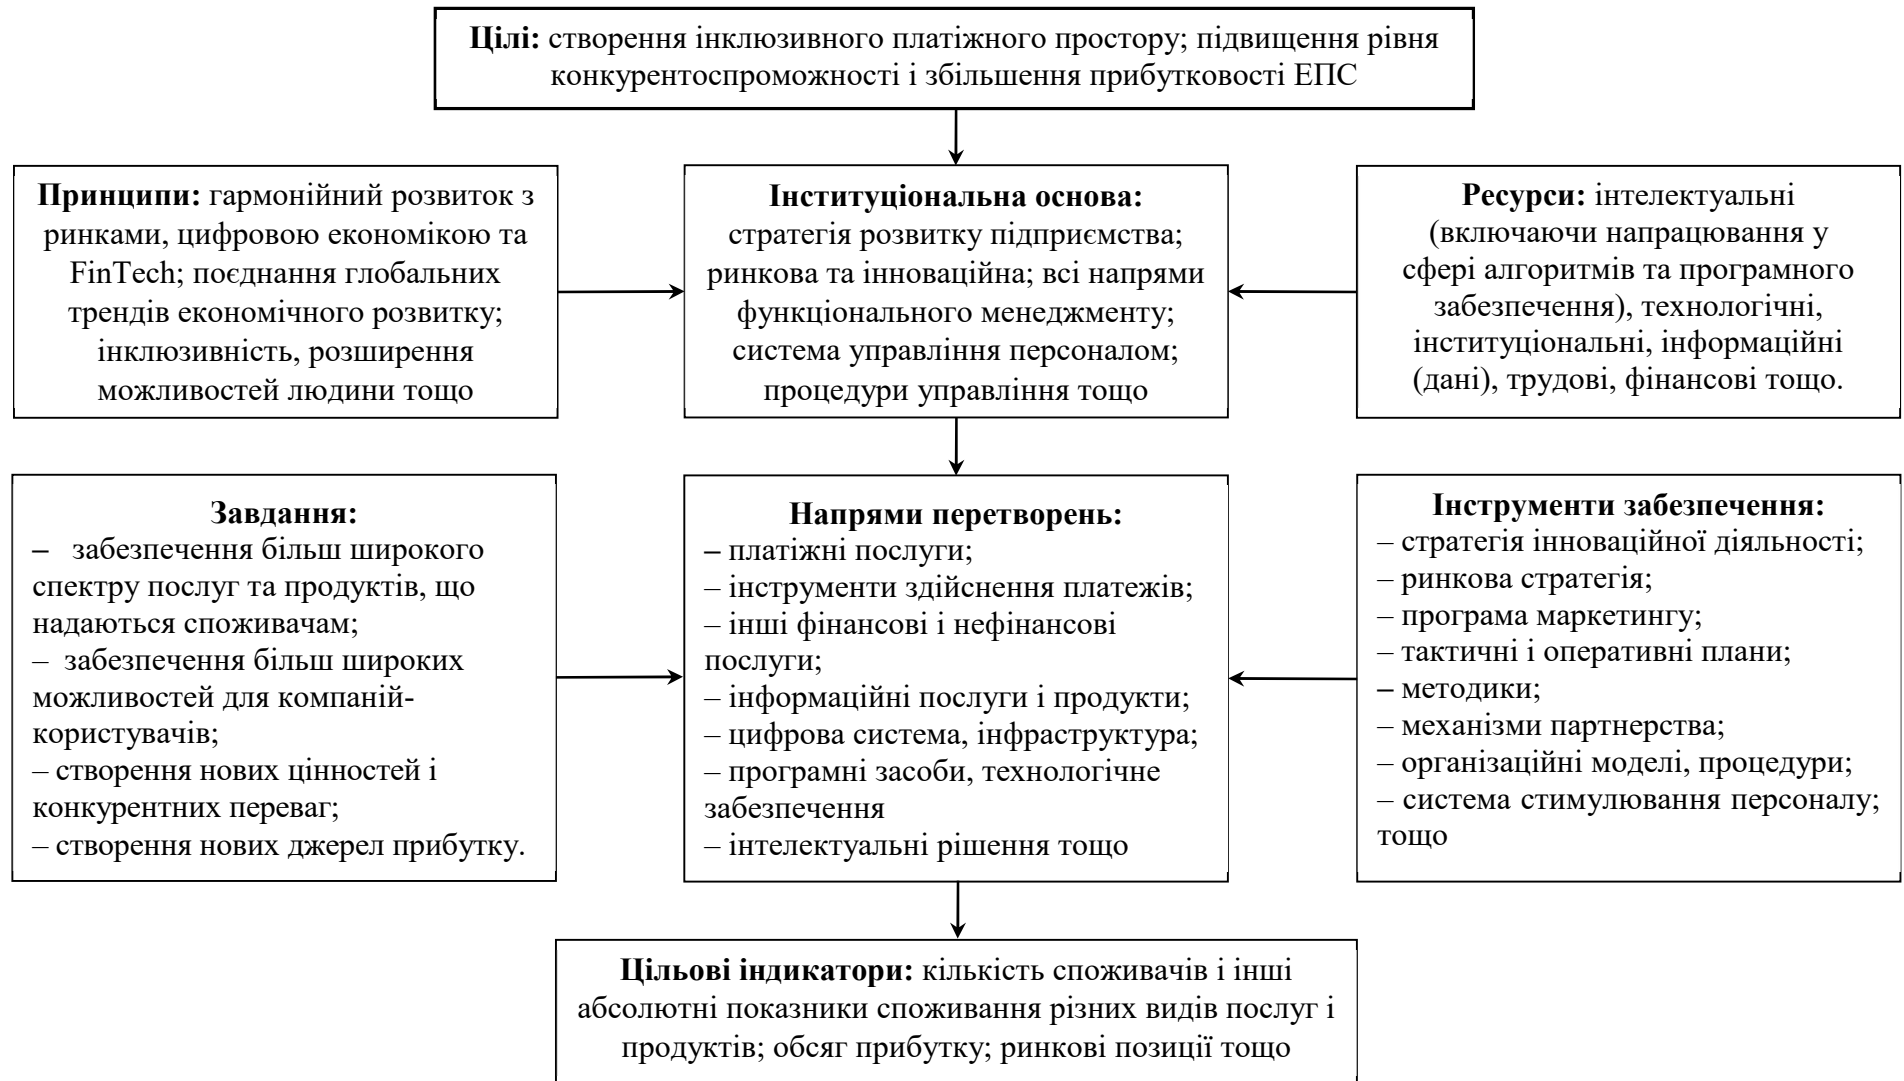 Цілі: створення інклюзивного платіжного простору; підвищення рівня
конкурентоспроможності і збільшення прибутковості ЕПС
Принципи: гармонійний розвиток з
ринками, цифровою економікою та
FinTech; поєднання глобальних
трендів економічного розвитку;
інклюзивність, розширення
можливостей людини тощо
Інституціональна основа:
стратегія розвитку підприємства;
ринкова та інноваційна; всі напрями
функціонального менеджменту;
система управління персоналом;
процедури управління тощо
Ресурси: інтелектуальні
(включаючи напрацювання у
сфері алгоритмів та програмного
забезпечення), технологічні,
інституціональні, інформаційні
(дані), трудові, фінансові тощо.
Завдання:
– забезпечення більш широкого
спектру послуг та продуктів, що
надаються споживачам;
– забезпечення більш широких
можливостей для компаній-
користувачів;
– створення нових цінностей і
конкурентних переваг;
– створення нових джерел прибутку.
Напрями перетворень:
– платіжні послуги;
– інструменти здійснення платежів;
– інші фінансові і нефінансові
послуги;
– інформаційні послуги і продукти;
– цифрова система, інфраструктура;
– програмні засоби, технологічне
забезпечення
– інтелектуальні рішення тощо
Інструменти забезпечення:
– стратегія інноваційної діяльності;
– ринкова стратегія;
– програма маркетингу;
– тактичні і оперативні плани;
– методики;
– механізми партнерства;
– організаційні моделі, процедури;
– система стимулювання персоналу;
тощо
Цільові індикатори: кількість споживачів і інші
абсолютні показники споживання різних видів послуг і
продуктів; обсяг прибутку; ринкові позиції тощо